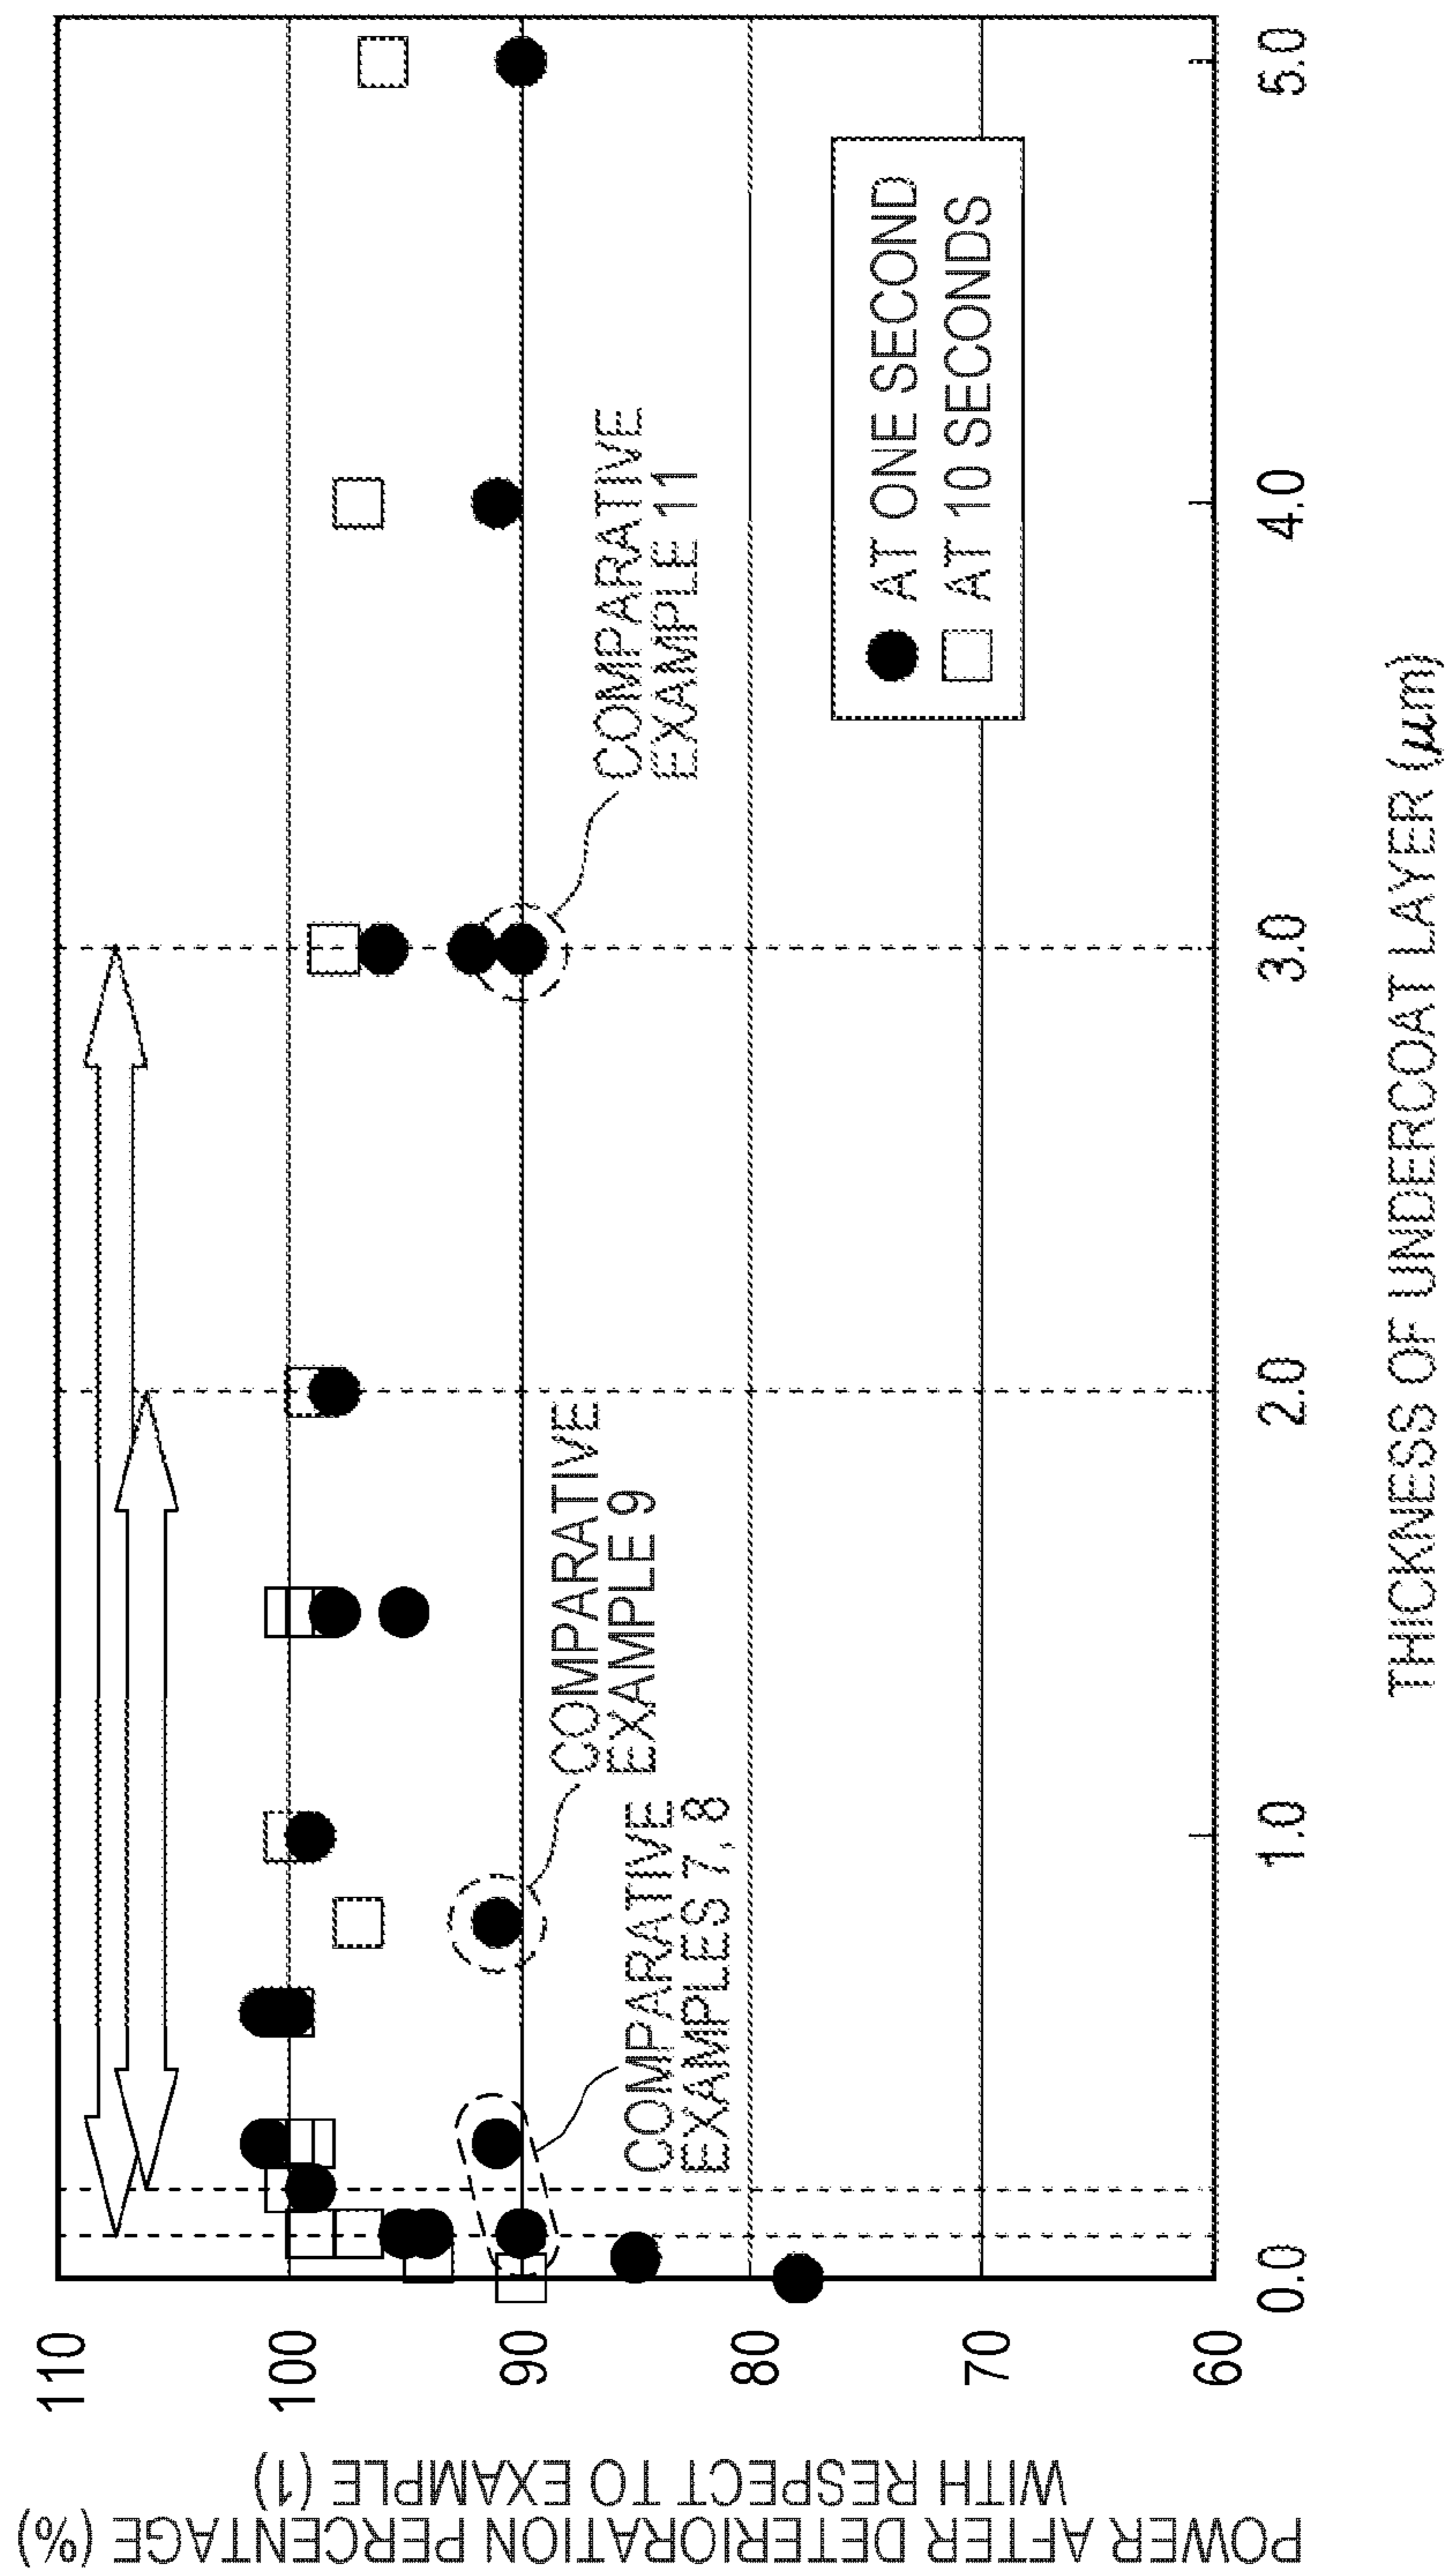 POWER AFTER DETERIORATION PERCENTAGE (%)
WITH RESPECT TO EXAMPLE (1)
110
100
90
80
70
60
COMPARATIVE
EXAMPLES 7, 8
COMPARATIVE
EXAMPLE 9
COMPARATIVE
EXAMPLE 11
AT ONE SECOND
AT 10 SECONDS
0.0
1.0
2.0
3.0
4.0
5.0
THICKNESS OF UNDERCOAT LAYER (μm)